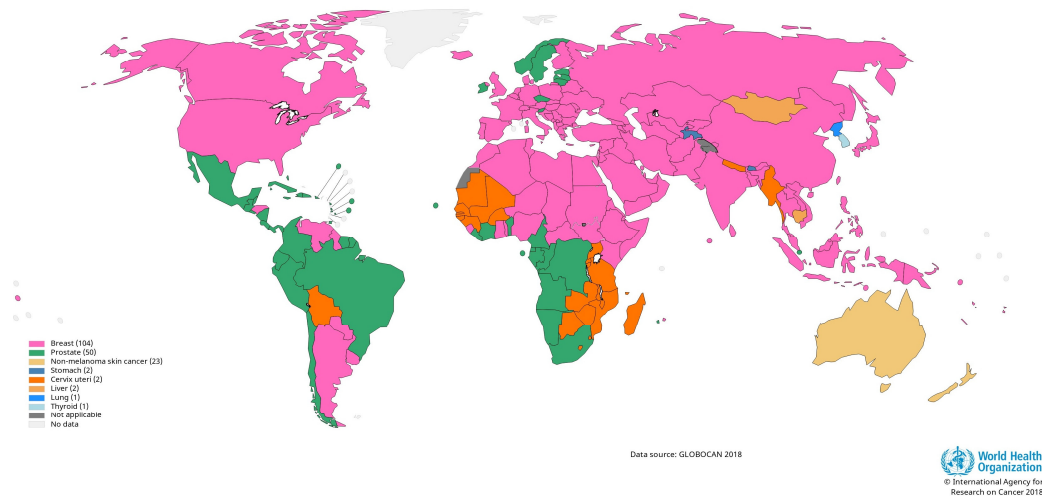 Breast (104)
Prostate (50)
Non-melanoma skin cancer (23)
Stomach (2)
Cervix uteri (2)
Liver (2)
Lung (1)
Thyroid (1)
Not applicable
No data
Data source: GLOBOCAN 2018
World Health
Organization
© International Agency for
Research on Cancer 2018